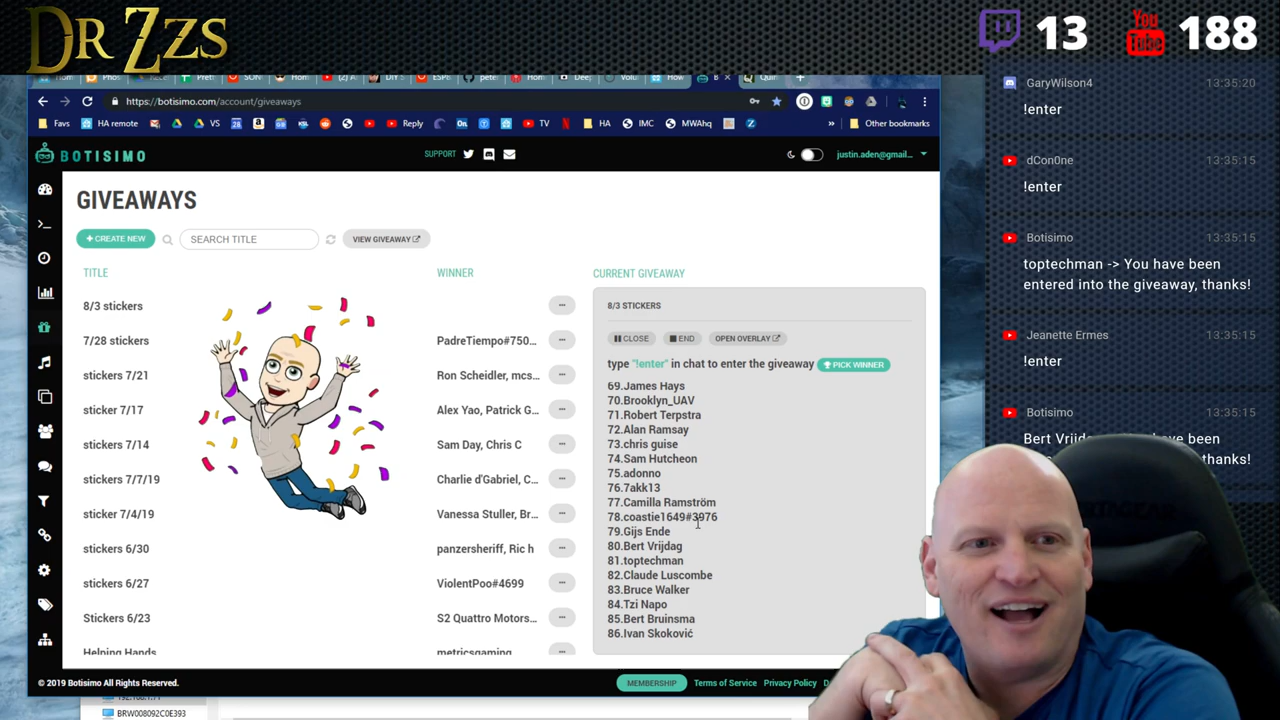 DR ZZS
13
You Tube
188
https://botisimo.com/account/giveaways
Favs
HA remote
VS
Reply
TV
HA
IMC
MWAhq
»
Other bookmarks
BOTISIMO
SUPPORT
justin.aden@gmail...
GIVEAWAYS
+ CREATE NEW
SEARCH TITLE
VIEW GIVEAWAY
TITLE
WINNER
8/3 stickers
7/28 stickers
PadreTiempo#750...
stickers 7/21
Ron Scheidler, mcs...
sticker 7/17
Alex Yao, Patrick G...
sticker 7/14
Sam Day, Chris C
stickers 7/7/19
Charlie d'Gabriel, C...
sticker 7/4/19
Vanessa Stuller, Br...
stickers 6/30
panzersheriff, Ric h
stickers 6/27
ViolentPoo#4699
Stickers 6/23
S2 Quattro Motors...
Helping Hands
metricsgaming
CURRENT GIVEAWAY
8/3 STICKERS
CLOSE
END
OPEN OVERLAY
type "!enter" in chat to enter the giveaway
PICK WINNER
69.James Hays
70.Brooklyn_UAV
71.Robert Terpstra
72.Alan Ramsay
73.chris guise
74.Sam Hutcheon
75.adonno
76.7akk13
77.Camilla Ramström
78.coastie1649#3976
79.Gijs Ende
80.Bert Vrijdag
81.toptechman
82.Claude Luscombe
83.Bruce Walker
84.Tzi Napo
85.Bert Bruinsma
86.Ivan Skoković
© 2019 Botisimo All Rights Reserved.
MEMBERSHIP
Terms of Service
Privacy Policy
BRW008092C0E393
GaryWilson4
13:35:20
!enter
dCon0ne
13:35:15
!enter
Botisimo
13:35:15
toptechman -> You have been
entered into the giveaway, thanks!
Jeanette Ermes
13:35:15
!enter
Botisimo
13:35:15
Bert Vrijd
been
thanks!